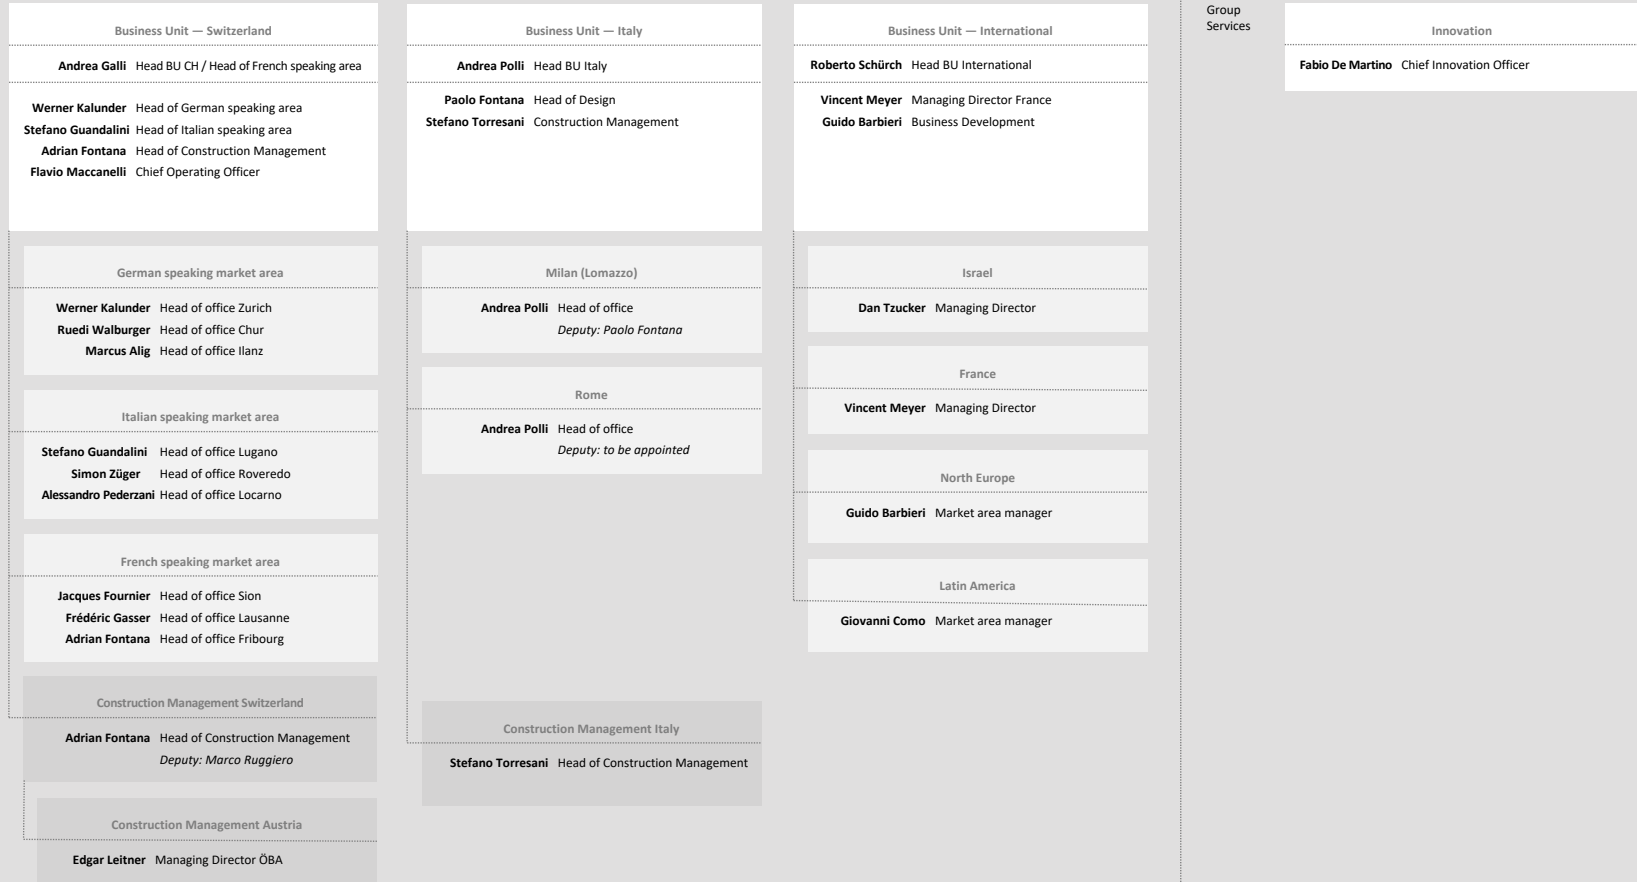 Business Unit — Switzerland
Andrea Galli Head BU CH / Head of French speaking area
Werner Kalunder Head of German speaking area
Stefano Guandalini Head of Italian speaking area
Adrian Fontana Head of Construction Management
Flavio Maccanelli Chief Operating Officer
German speaking market area
Werner Kalunder Head of office Zurich
Ruedi Walburger Head of office Chur
Marcus Alig Head of office Ilanz
Italian speaking market area
Stefano Guandalini Head of office Lugano
Simon Züger Head of office Roveredo
Alessandro Pederzani Head of office Locarno
French speaking market area
Jacques Fournier Head of office Sion
Frédéric Gasser Head of office Lausanne
Adrian Fontana Head of office Fribourg
Construction Management Switzerland
Adrian Fontana Head of Construction Management
Deputy: Marco Ruggiero
Construction Management Austria
Edgar Leitner Managing Director ÖBA
Business Unit — Italy
Andrea Polli Head BU Italy
Paolo Fontana Head of Design
Stefano Torresani Construction Management
Milan (Lomazzo)
Andrea Polli Head of office
Deputy: Paolo Fontana
Rome
Andrea Polli Head of office
Deputy: to be appointed
Construction Management Italy
Stefano Torresani Head of Construction Management
Business Unit — International
Roberto Schürch Head BU International
Vincent Meyer Managing Director France
Guido Barbieri Business Development
Israel
Dan Tzucker Managing Director
France
Vincent Meyer Managing Director
North Europe
Guido Barbieri Market area manager
Latin America
Giovanni Como Market area manager
Group
Services
Innovation
Fabio De Martino Chief Innovation Officer